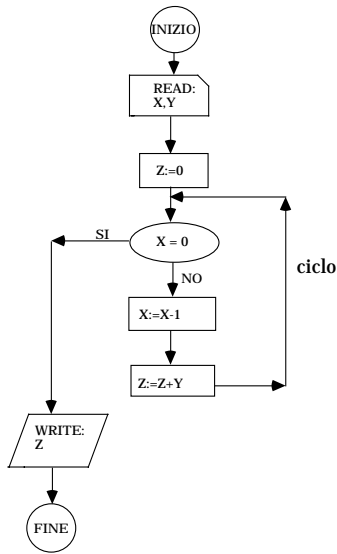 INIZIO
READ:
X,Y
Z:=0
SI
X = 0
ciclo
NO
X:=X-1
Z:=Z+Y
WRITE:
Z
FINE